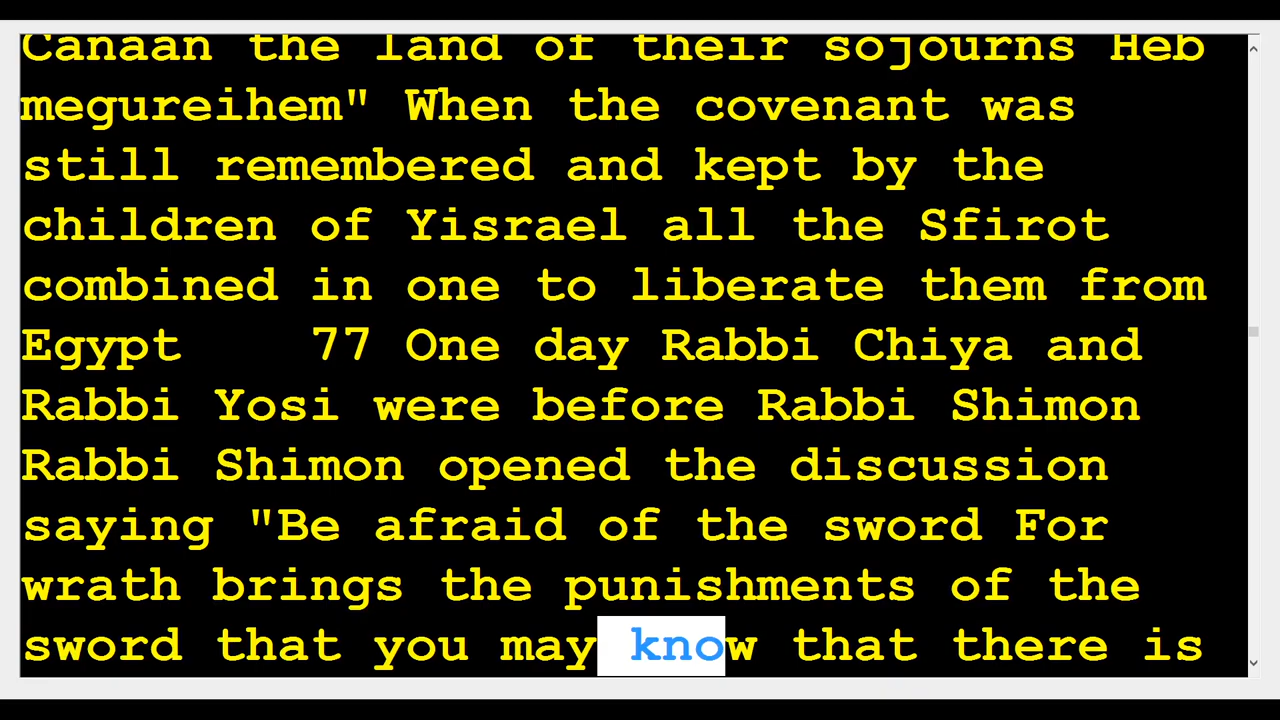 Canaan the land of their sojourns Heb
megureihem" When the covenant was
still remembered and kept by the
children of Yisrael all the Sfirot
combined in one to liberate them from
Egypt    77 One day Rabbi Chiya and
Rabbi Yosi were before Rabbi Shimon
Rabbi Shimon opened the discussion
saying "Be afraid of the sword For
wrath brings the punishments of the
sword that you may know that there is